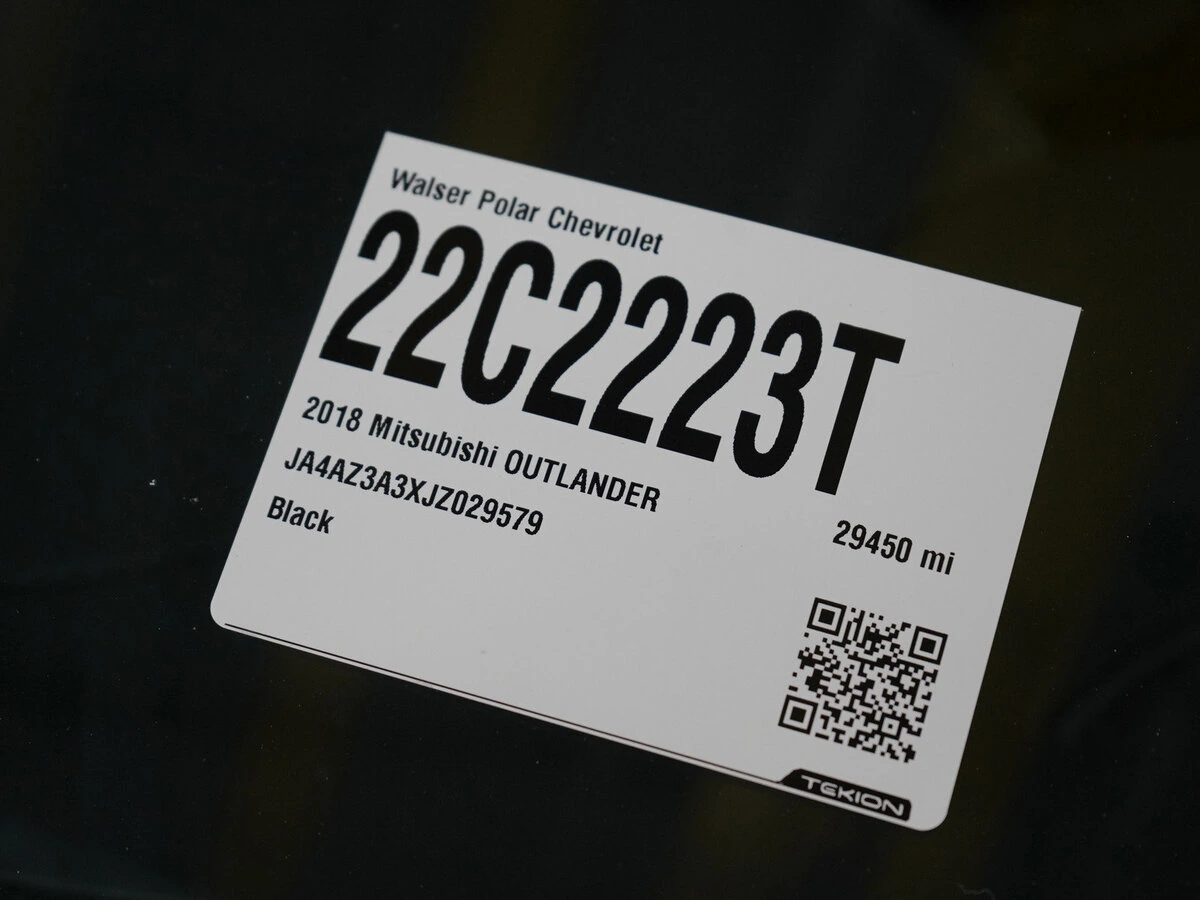 Walser Polar Chevrolet
22C2223T
2018 Mitsubishi OUTLANDER
JA4AZ3A3XJZ029579
Black
29450 mi
TEKION